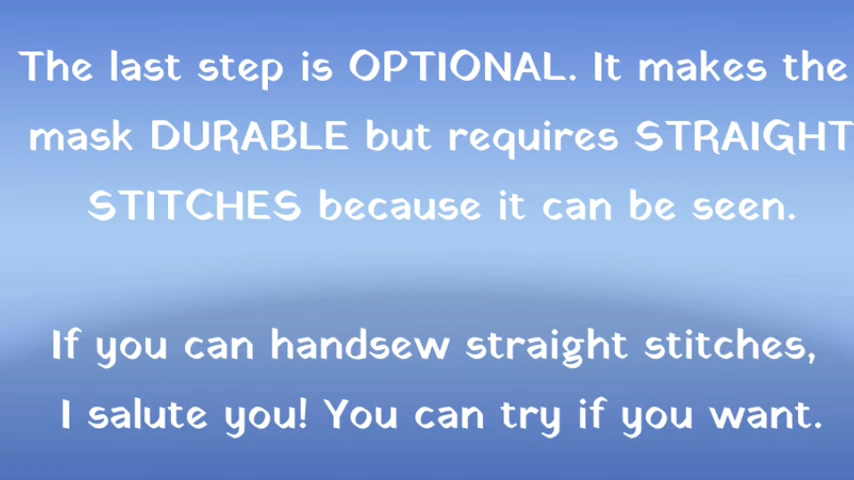 The last step is OPTIONAL. It makes the
mask DURABLE but requires STRAIGHT
STITCHES because it can be seen.
If you can handsew straight stitches,
I salute you! You can try if you want.